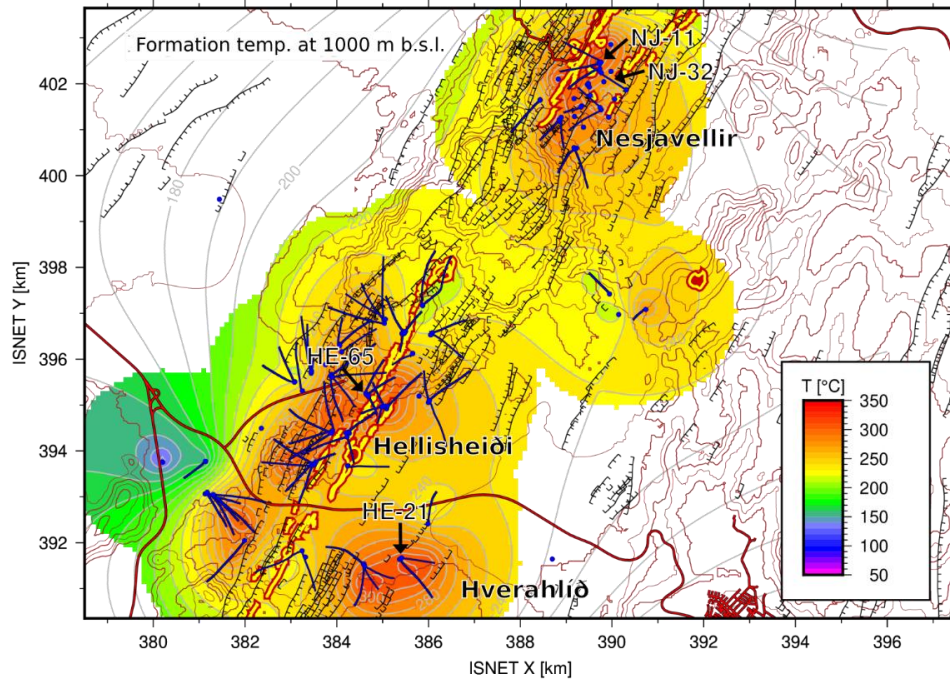 Formation temp. at 1000 m b.s.l.
NJ-11
NJ-32
Nesjavellir
180
200
HE-65
Hellisheiði
240
HE-21
Hverahlíð
T [°C]
350
300
250
200
150
100
50
402
400
398
396
394
392
ISNET Y [km]
380
382
384
386
388
390
392
394
396
ISNET X [km]